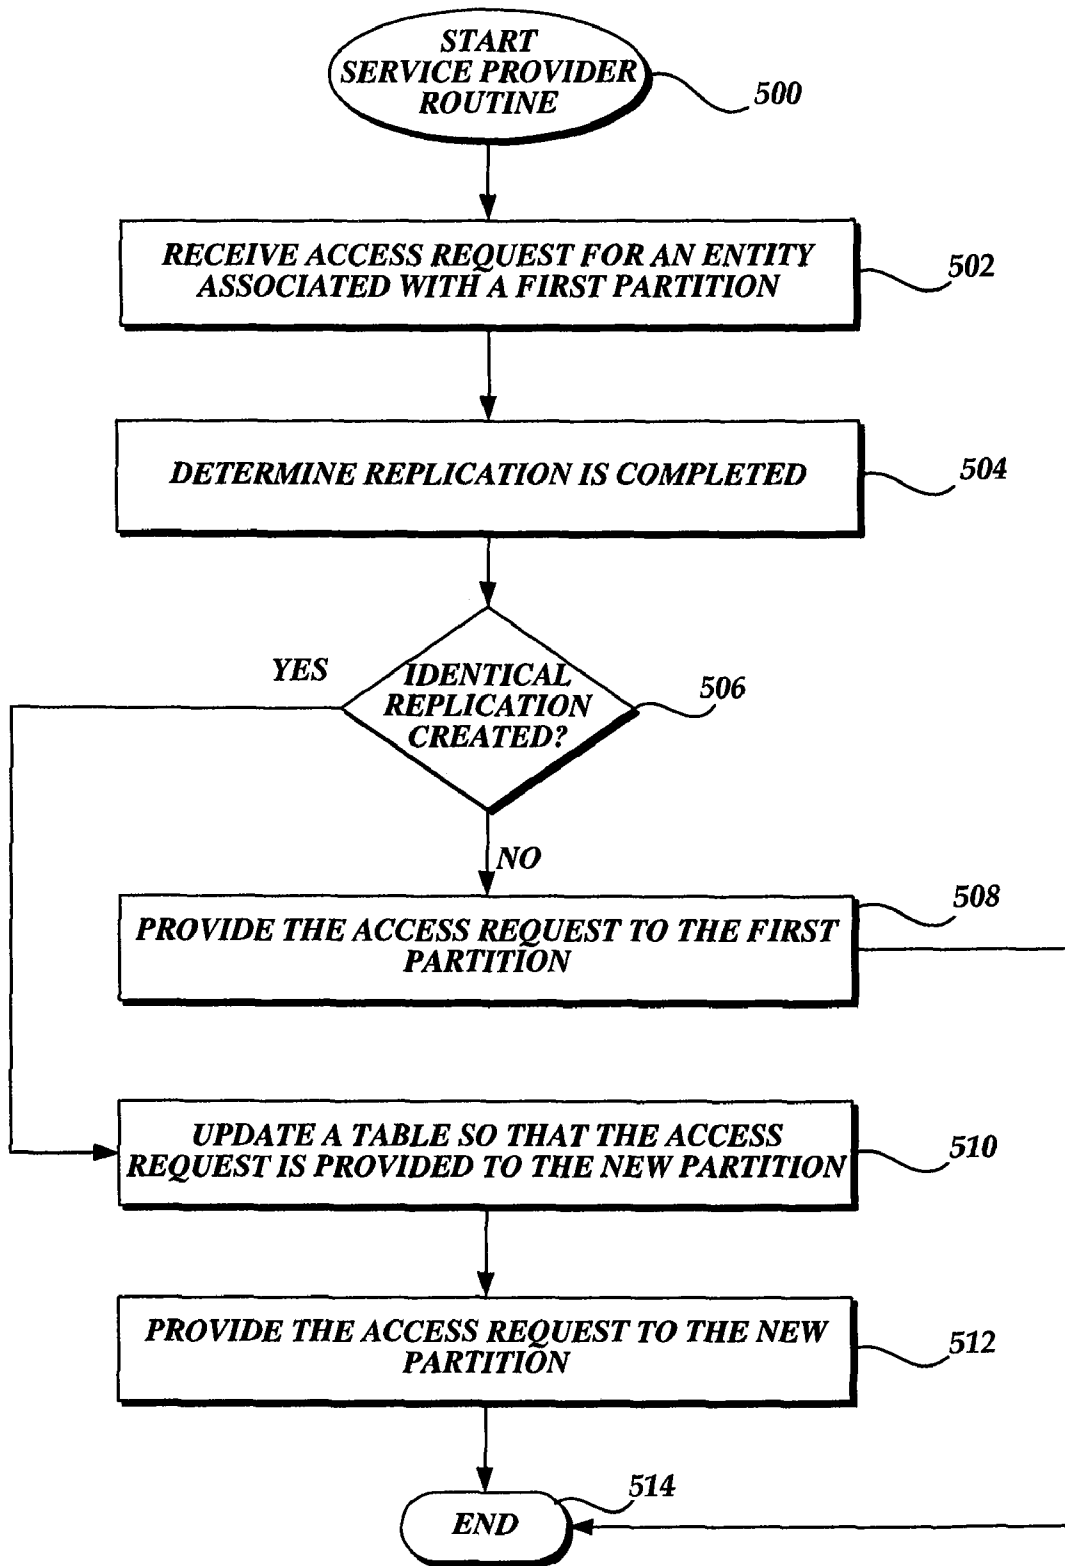 START
SERVICE PROVIDER
ROUTINE
500
RECEIVE ACCESS REQUEST FOR AN ENTITY
ASSOCIATED WITH A FIRST PARTITION
502
DETERMINE REPLICATION IS COMPLETED
504
YES
IDENTICAL
REPLICATION
CREATED?
506
NO
PROVIDE THE ACCESS REQUEST TO THE FIRST
PARTITION
508
UPDATE A TABLE SO THAT THE ACCESS
REQUEST IS PROVIDED TO THE NEW PARTITION
510
PROVIDE THE ACCESS REQUEST TO THE NEW
PARTITION
512
END
514